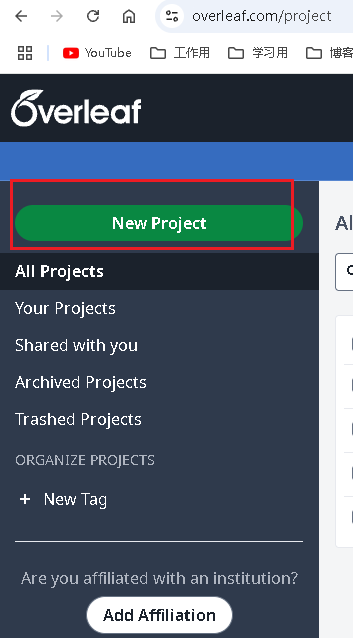 overleaf.com/project
YouTube 工作用 学习用 博客
Overleaf
New Project
All Projects
Your Projects
Shared with you
Archived Projects
Trashed Projects
ORGANIZE PROJECTS
+ New Tag
Are you affiliated with an institution?
Add Affiliation